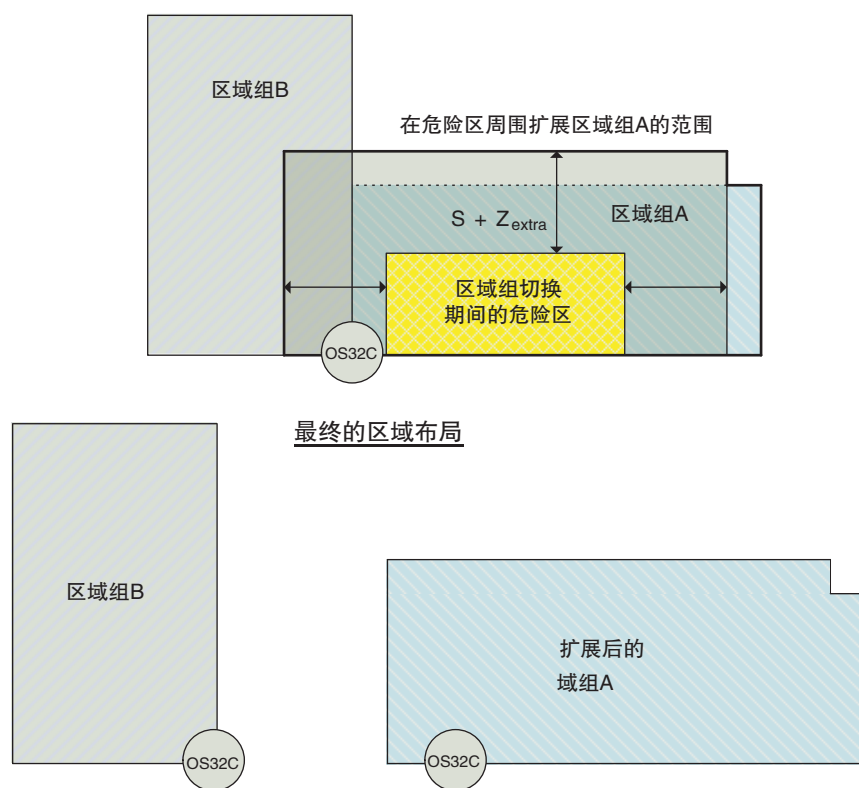 区域组B
在危险区周围扩展区域组A的范围
S + Zextra
区域组A
区域组切换
期间的危险区
OS32C
最终的区域布局
区域组B
扩展后的
域组A
OS32C
OS32C